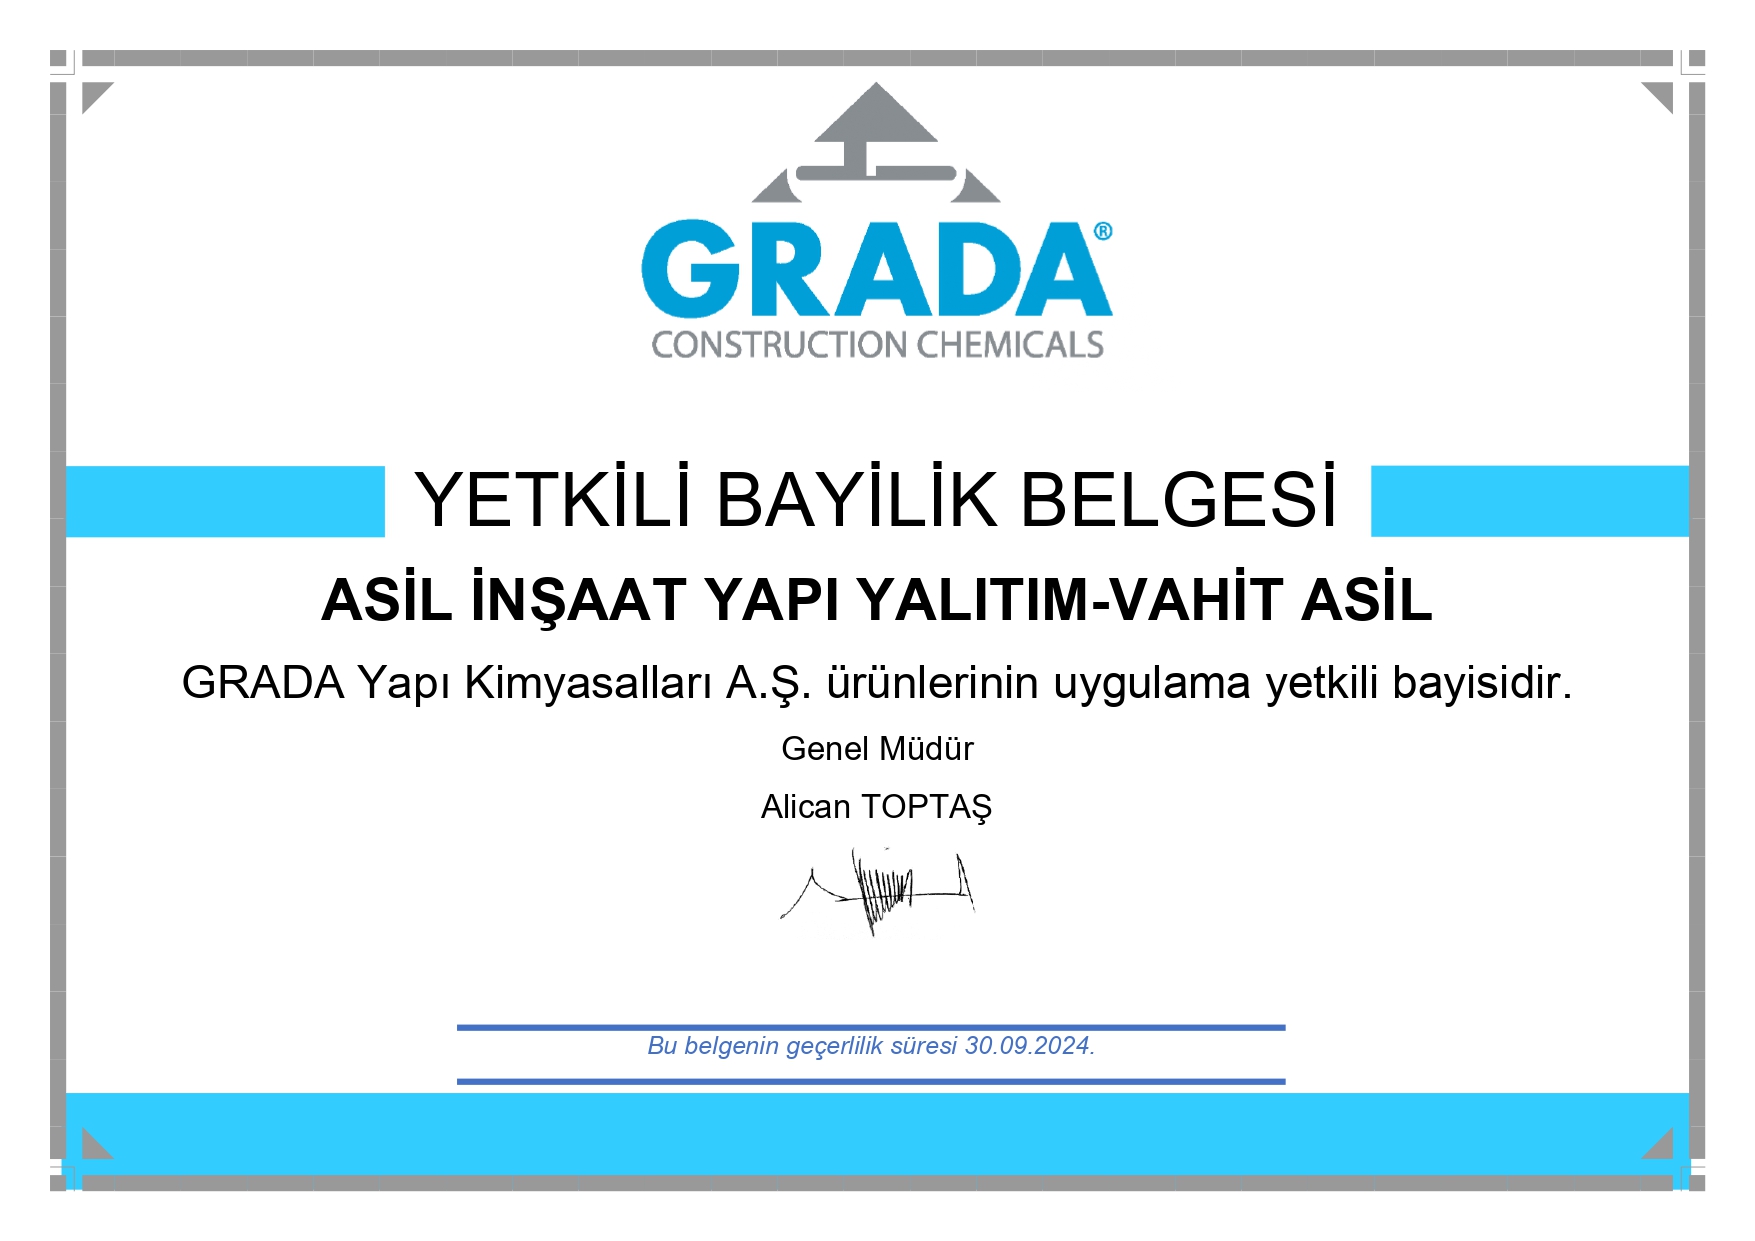 GRADA®
CONSTRUCTION CHEMICALS
YETKİLİ BAYİLİK BELGESİ
ASİL İNŞAAT YAPI YALITIM-VAHİT ASİL
GRADA Yapı Kimyasalları A.Ş. ürünlerinin uygulama yetkili bayisidir.
Genel Müdür
Alican TOPTAŞ
Bu belgenin geçerlilik süresi 30.09.2024.